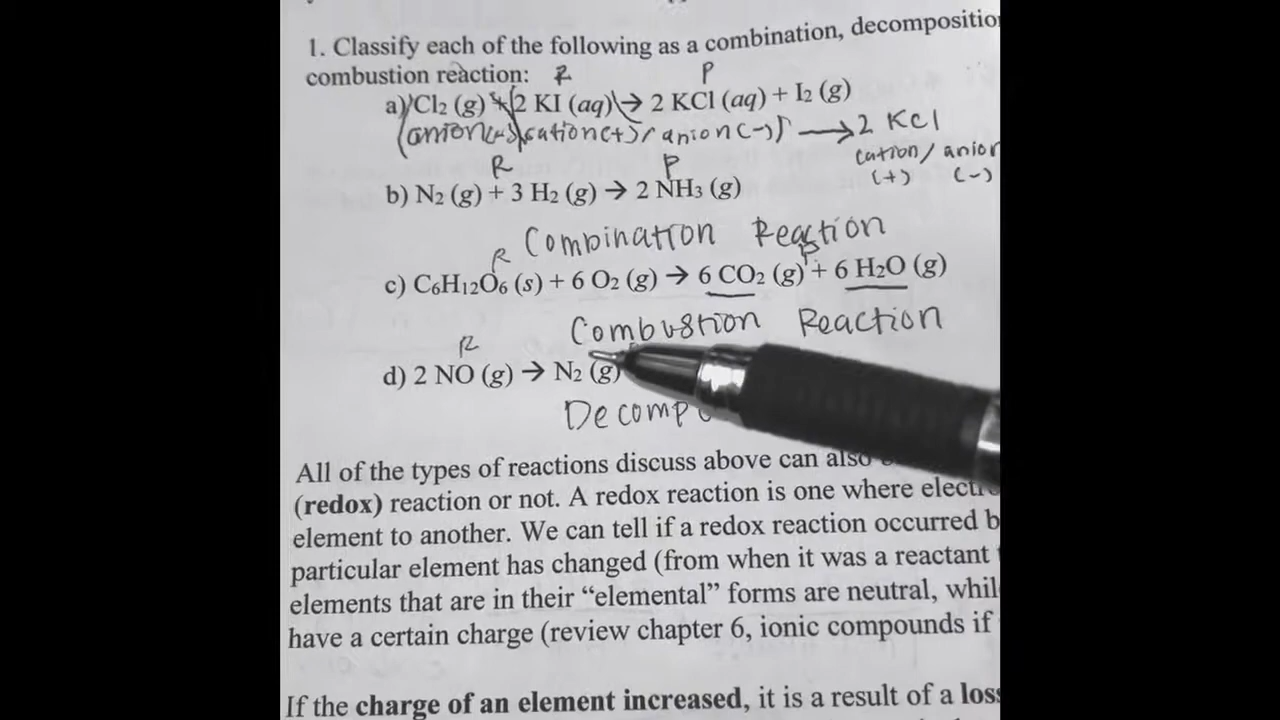 1. Classify each of the following as a combination, decomposition
combustion reaction: R P
a) Cl2 (g) + 2 KI (aq) → 2 KCl (aq) + I2 (g)
(anion(-) cation(+) / anion(-) → 2 KCl
cation / anion
(+) (-)
R P
b) N2 (g) + 3 H2 (g) → 2 NH3 (g)
Combination Reaction
R P
c) C6H12O6 (s) + 6 O2 (g) → 6 CO2 (g) + 6 H2O (g)
Combustion Reaction
R
d) 2 NO (g) → N2 (g)
Decompo
All of the types of reactions discuss above can also
(redox) reaction or not. A redox reaction is one where electro
element to another. We can tell if a redox reaction occurred b
particular element has changed (from when it was a reactant
elements that are in their “elemental” forms are neutral, whil
have a certain charge (review chapter 6, ionic compounds if
If the charge of an element increased, it is a result of a loss